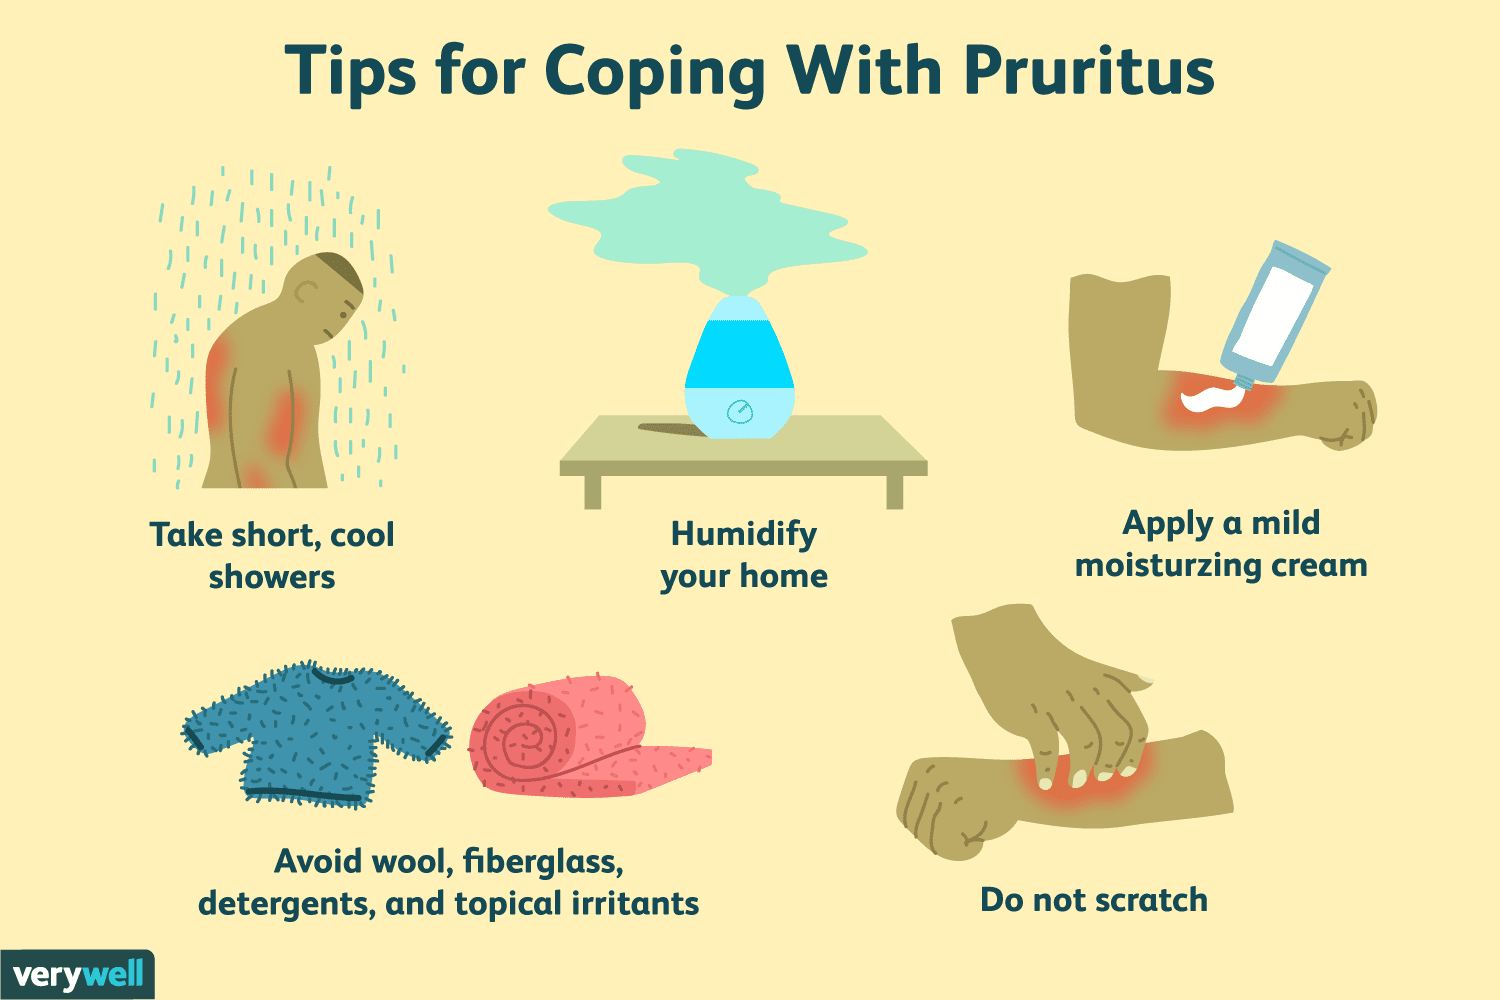 Tips for Coping With Pruritus
Take short, cool
showers
Humidify
your home
Apply a mild
moisturzing cream
Avoid wool, fiberglass,
detergents, and topical irritants
Do not scratch
verywell